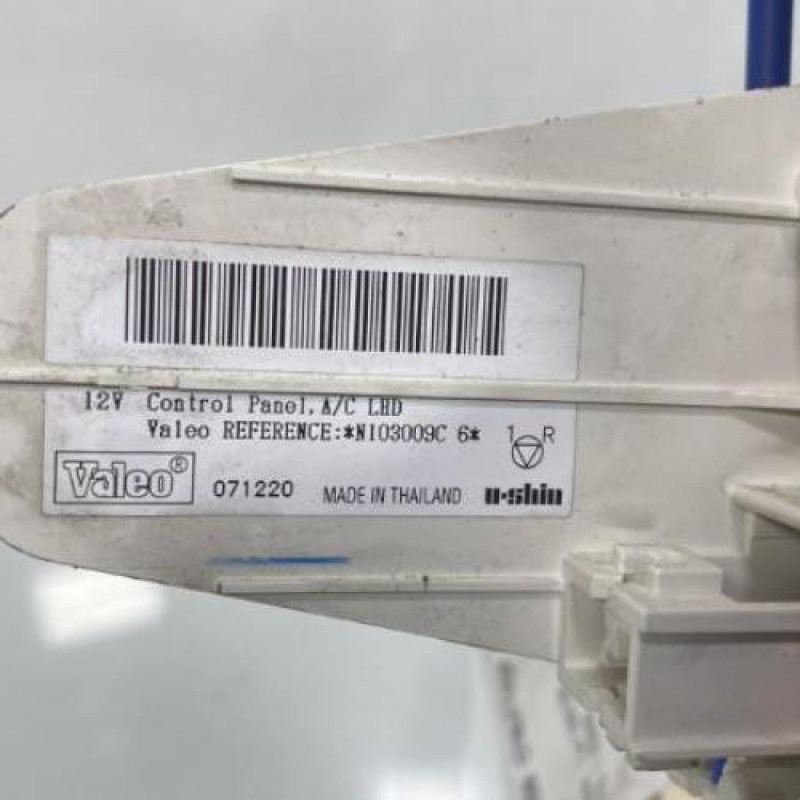 12V Control Panel, A/C LHD
Valeo REFERENCE:*N103009C 6* 1 R
Valeo® 071220 MADE IN THAILAND u-shin